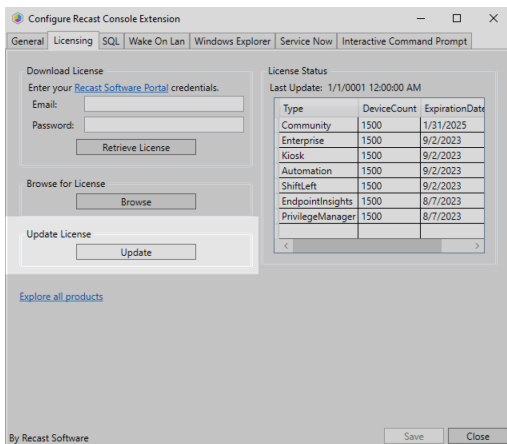 Configure Recast Console Extension
General Licensing SQL Wake On Lan Windows Explorer Service Now Interactive Command Prompt
Download License
Enter your Recast Software Portal credentials.
Email:
Password:
Retrieve License
Browse for License
Browse
Update License
Update
Explore all products
License Status
Last Update: 1/1/0001 12:00:00 AM
Type DeviceCount ExpirationDate
Community 1500 1/31/2025
Enterprise 1500 9/2/2023
Kiosk 1500 9/2/2023
Automation 1500 9/2/2023
ShiftLeft 1500 9/2/2023
EndpointInsights 1500 8/7/2023
PrivilegeManager 1500 8/7/2023
By Recast Software
Save Close